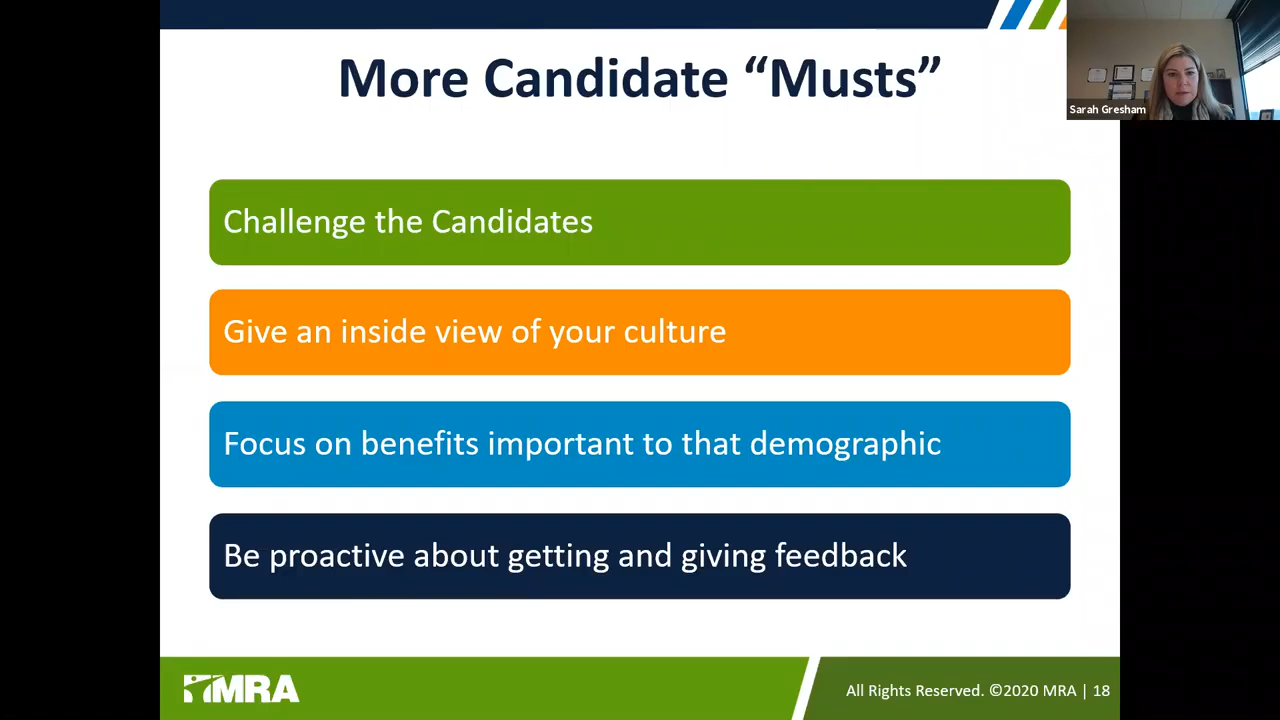 More Candidate “Musts”
Sarah Gresham
Challenge the Candidates
Give an inside view of your culture
Focus on benefits important to that demographic
Be proactive about getting and giving feedback
MRA
All Rights Reserved. ©2020 MRA | 18